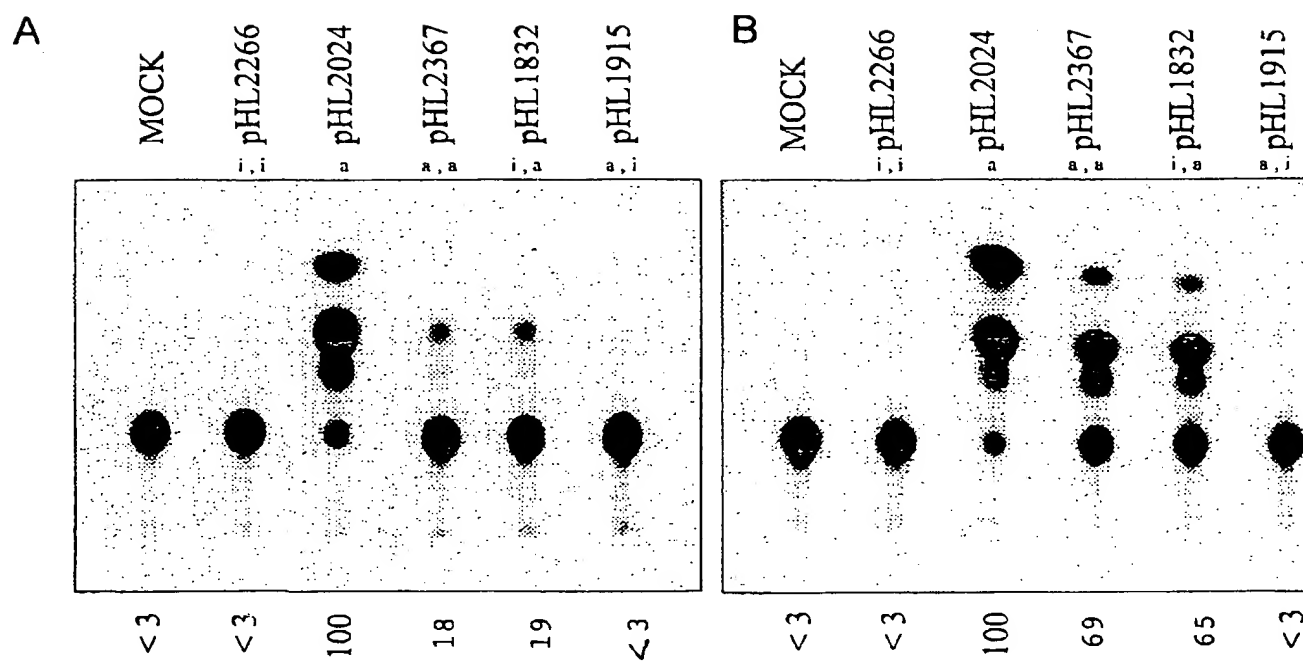 A
MOCK
i,i pHL2266
a pHL2024
a,a pHL2367
i,a pHL1832
a,i pHL1915
<3
<3
100
18
19
<3
B
MOCK
i,i pHL2266
a pHL2024
a,a pHL2367
i,a pHL1832
a,i pHL1915
<3
<3
100
69
65
<3